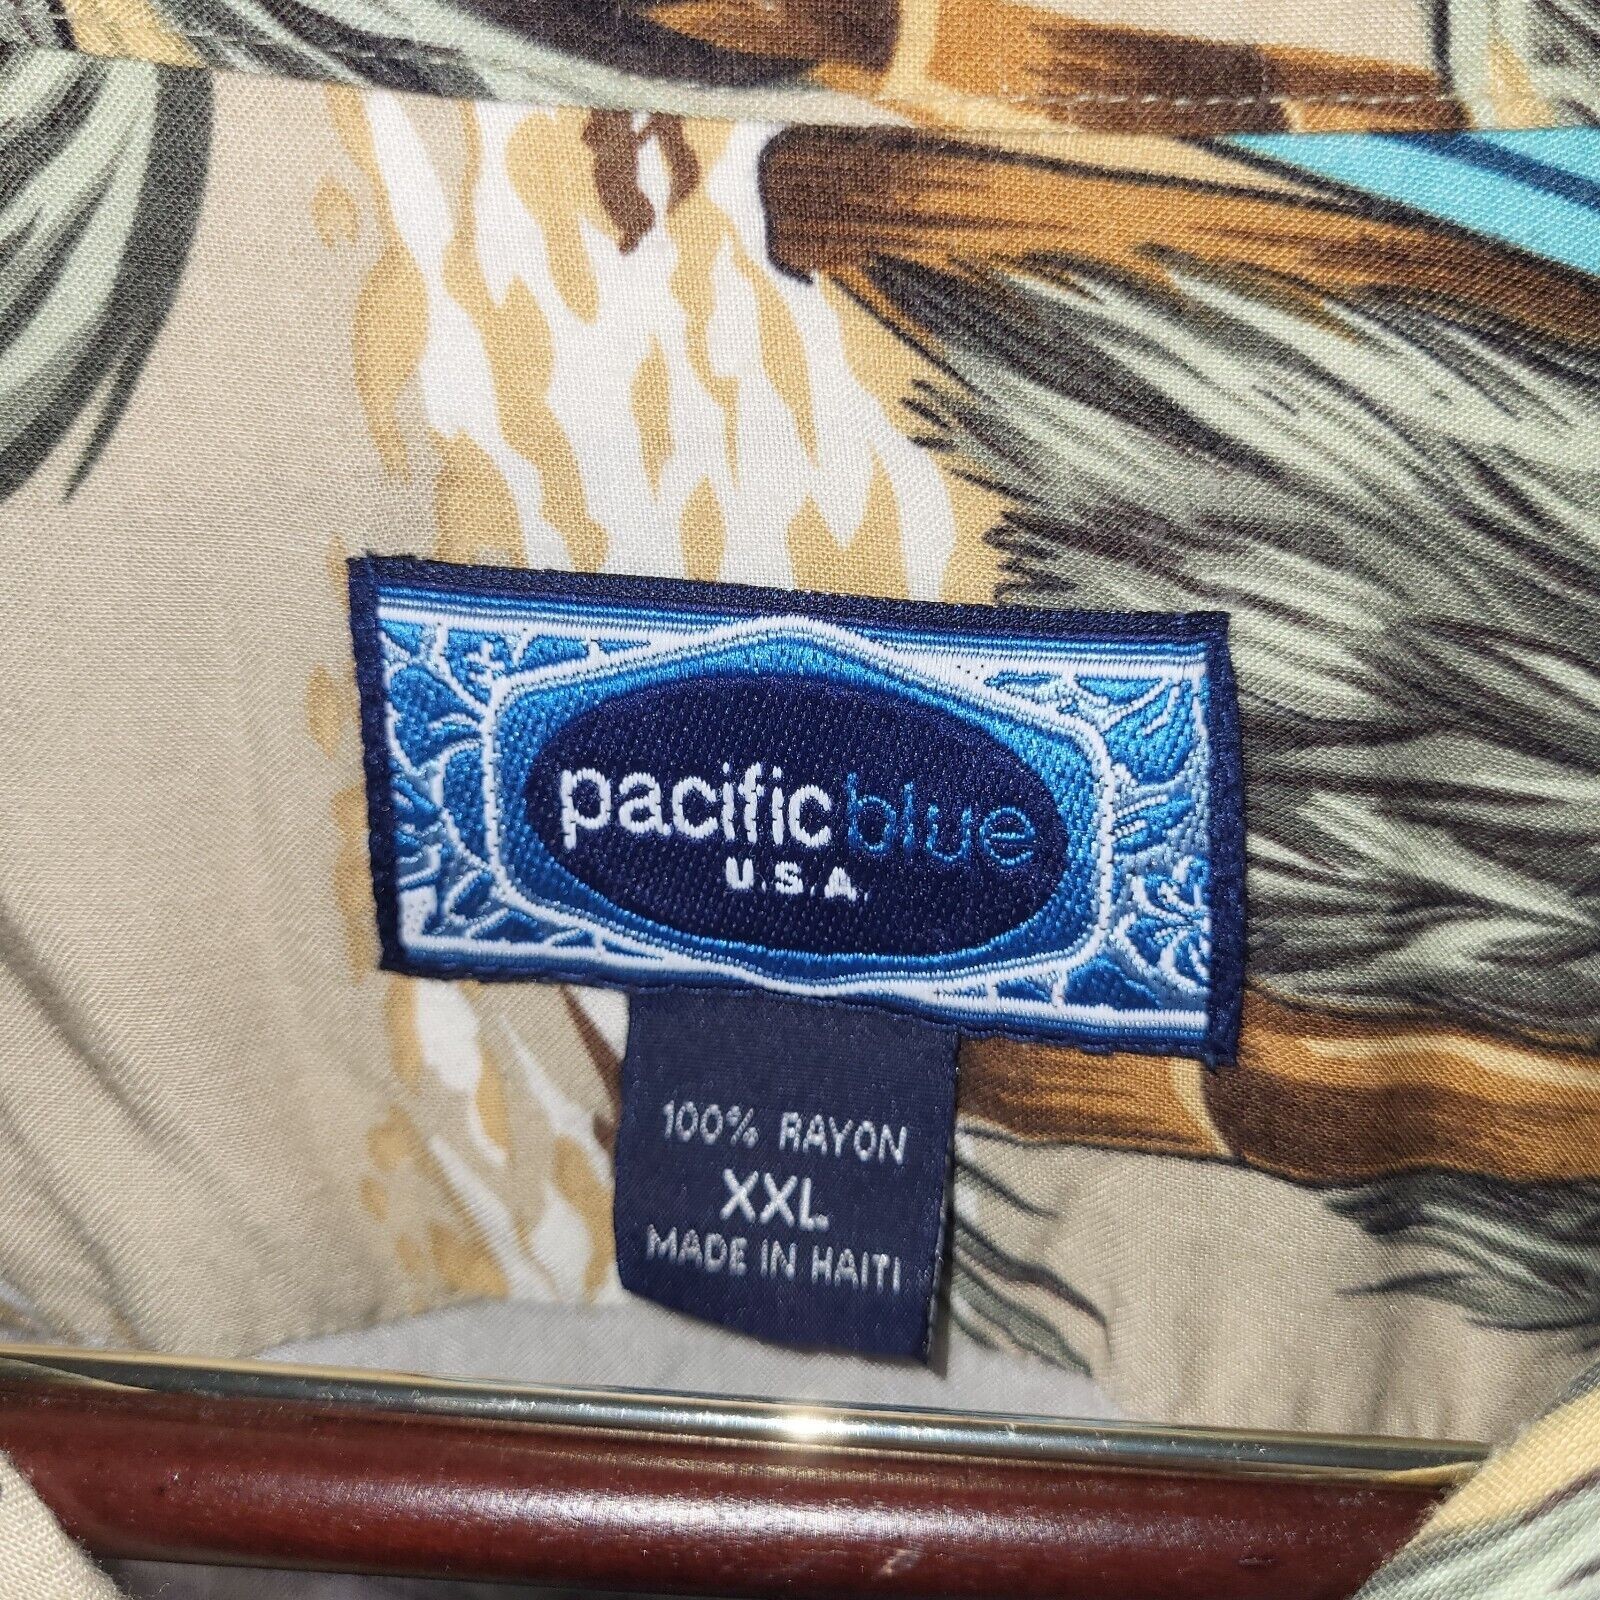 pacificblue
U.S.A.
100% RAYON
XXL
MADE IN HAITI